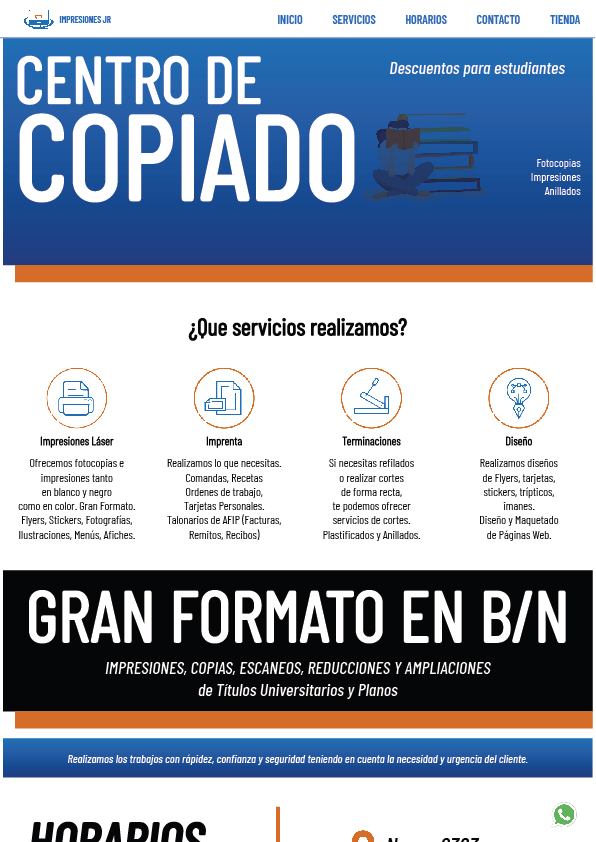 IMPRESIONES JR
INICIO SERVICIOS HORARIOS CONTACTO TIENDA
CENTRO DE
COPIADO
Descuentos para estudiantes
Fotocopias
Impresiones
Anillados
¿Que servicios realizamos?
Impresiones Láser
Ofrecemos fotocopias e
impresiones tanto
en blanco y negro
como en color. Gran Formato.
Flyers, Stickers, Fotografías,
Ilustraciones, Menús, Afiches.
Imprenta
Realizamos lo que necesitas.
Comandas, Recetas
Ordenes de trabajo,
Tarjetas Personales.
Talonarios de AFIP (Facturas,
Remitos, Recibos)
Terminaciones
Si necesitas refilados
o realizar cortes
de forma recta,
te podemos ofrecer
servicios de cortes.
Plastificados y Anillados.
Diseño
Realizamos diseños
de Flyers, tarjetas,
stickers, trípticos,
imanes.
Diseño y Maquetado
de Páginas Web.
GRAN FORMATO EN B/N
IMPRESIONES, COPIAS, ESCANEOS, REDUCCIONES Y AMPLIACIONES
de Títulos Universitarios y Planos
Realizamos los trabajos con rápidez, confianza y seguridad teniendo en cuenta la necesidad y urgencia del cliente.
HORARIOS